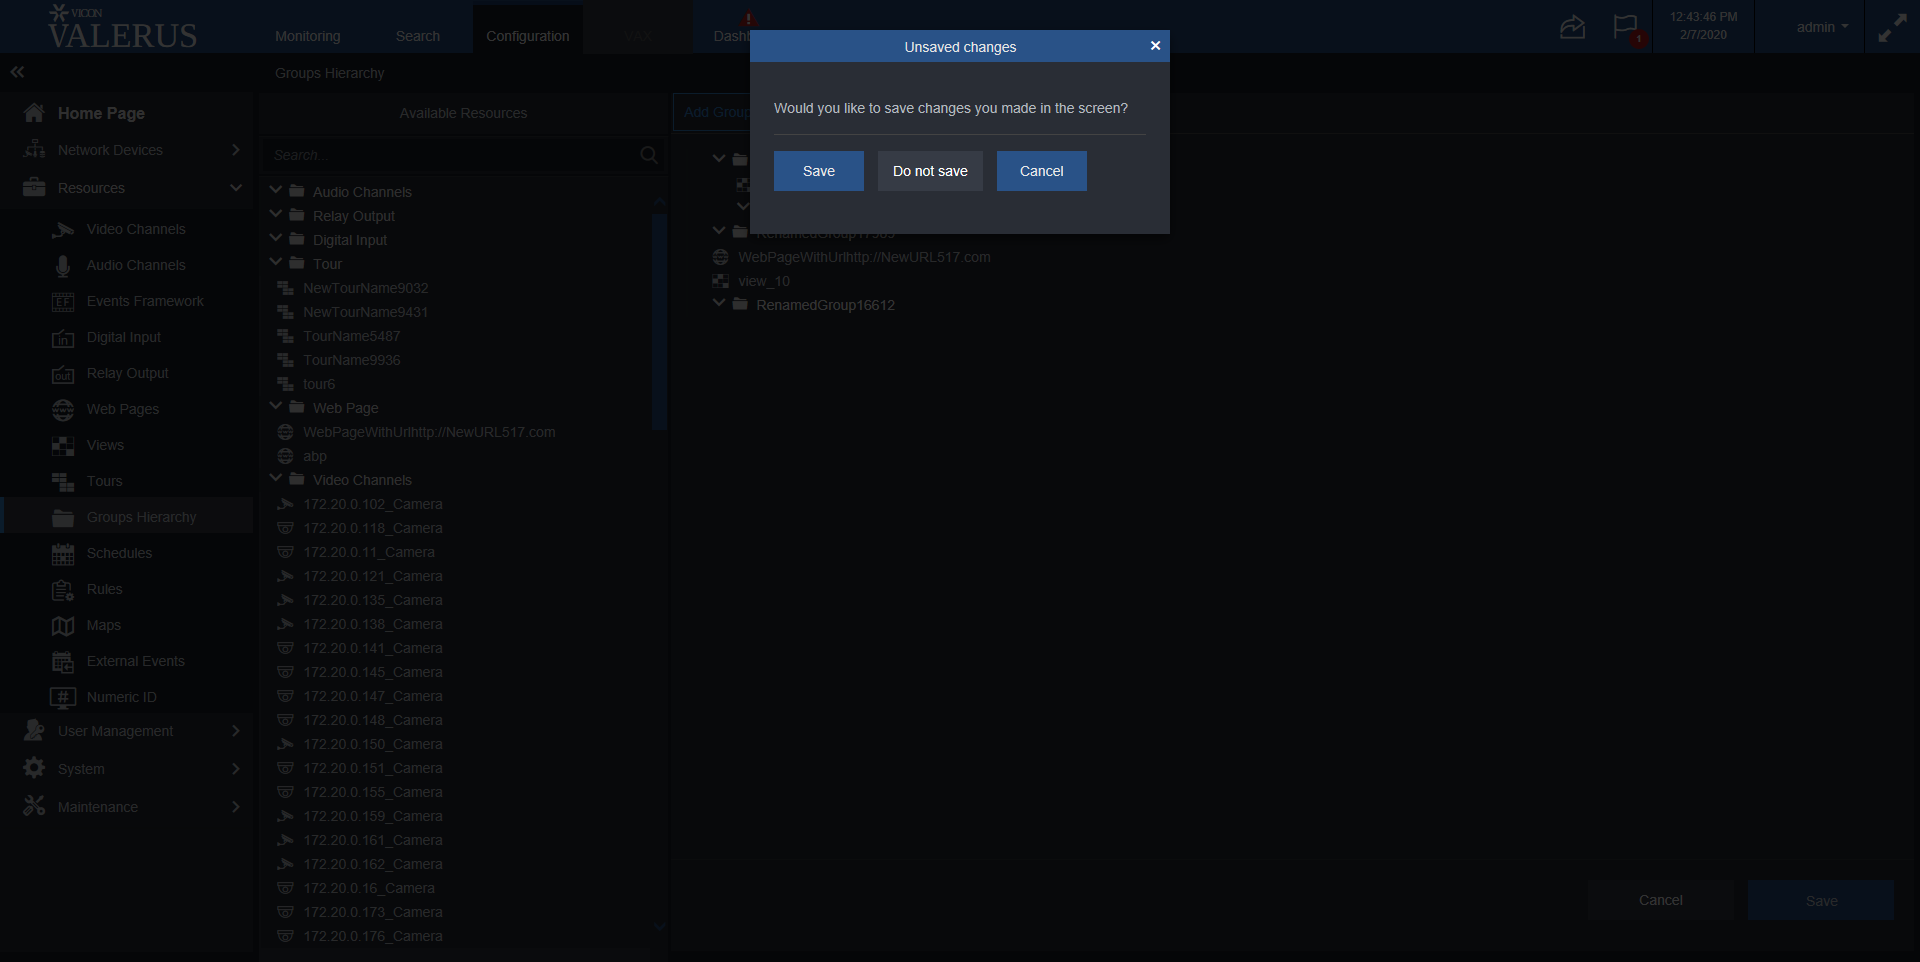 VICON
VALERUS
Monitoring
Search
Configuration
VAX
Dashb
1
12:43:46 PM
2/7/2020
admin
Unsaved changes
Would you like to save changes you made in the screen?
Save
Do not save
Cancel
Home Page
Network Devices
Resources
Video Channels
Audio Channels
EF
Events Framework
in
Digital Input
out
Relay Output
www
Web Pages
Views
Tours
Groups Hierarchy
Schedules
Rules
Maps
External Events
#
Numeric ID
User Management
System
Maintenance
Groups Hierarchy
Available Resources
Search...
Audio Channels
Relay Output
Digital Input
Tour
NewTourName9032
NewTourName9431
TourName5487
TourName9936
tour6
Web Page
WebPageWithUrlhttp://NewURL517.com
abp
Video Channels
172.20.0.102_Camera
172.20.0.118_Camera
172.20.0.11_Camera
172.20.0.121_Camera
172.20.0.135_Camera
172.20.0.138_Camera
172.20.0.141_Camera
172.20.0.145_Camera
172.20.0.147_Camera
172.20.0.148_Camera
172.20.0.150_Camera
172.20.0.151_Camera
172.20.0.155_Camera
172.20.0.159_Camera
172.20.0.161_Camera
172.20.0.162_Camera
172.20.0.16_Camera
172.20.0.173_Camera
172.20.0.176_Camera
Add Group
WebPageWithUrlhttp://NewURL517.com
view_10
RenamedGroup16612
Cancel
Save